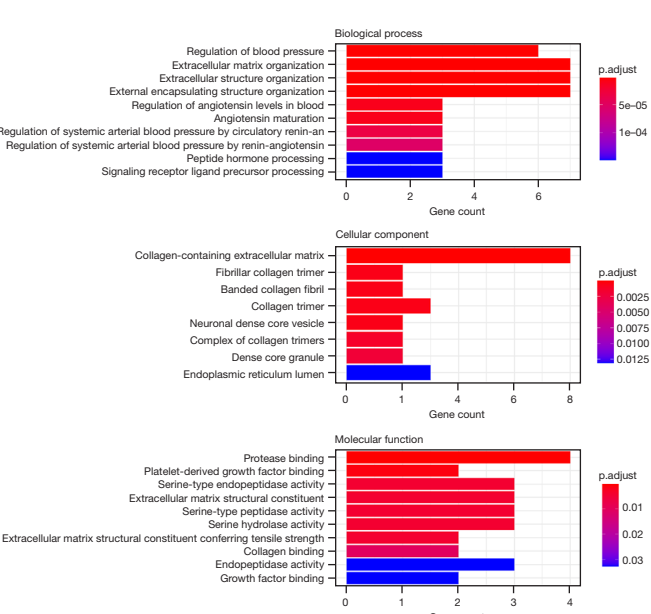 Biological process
Regulation of blood pressure
Extracellular matrix organization
Extracellular structure organization
External encapsulating structure organization
Regulation of angiotensin levels in blood
Angiotensin maturation
Regulation of systemic arterial blood pressure by circulatory renin-an
Regulation of systemic arterial blood pressure by renin-angiotensin
Peptide hormone processing
Signaling receptor ligand precursor processing
0 2 4 6
Gene count
p.adjust
5e–05
1e–04
Cellular component
Collagen-containing extracellular matrix
Fibrillar collagen trimer
Banded collagen fibril
Collagen trimer
Neuronal dense core vesicle
Complex of collagen trimers
Dense core granule
Endoplasmic reticulum lumen
0 1 4 6 8
Gene count
p.adjust
0.0025
0.0050
0.0075
0.0100
0.0125
Molecular function
Protease binding
Platelet-derived growth factor binding
Serine-type endopeptidase activity
Extracellular matrix structural constituent
Serine-type peptidase activity
Serine hydrolase activity
Extracellular matrix structural constituent conferring tensile strength
Collagen binding
Endopeptidase activity
Growth factor binding
0 1 2 3 4
p.adjust
0.01
0.02
0.03